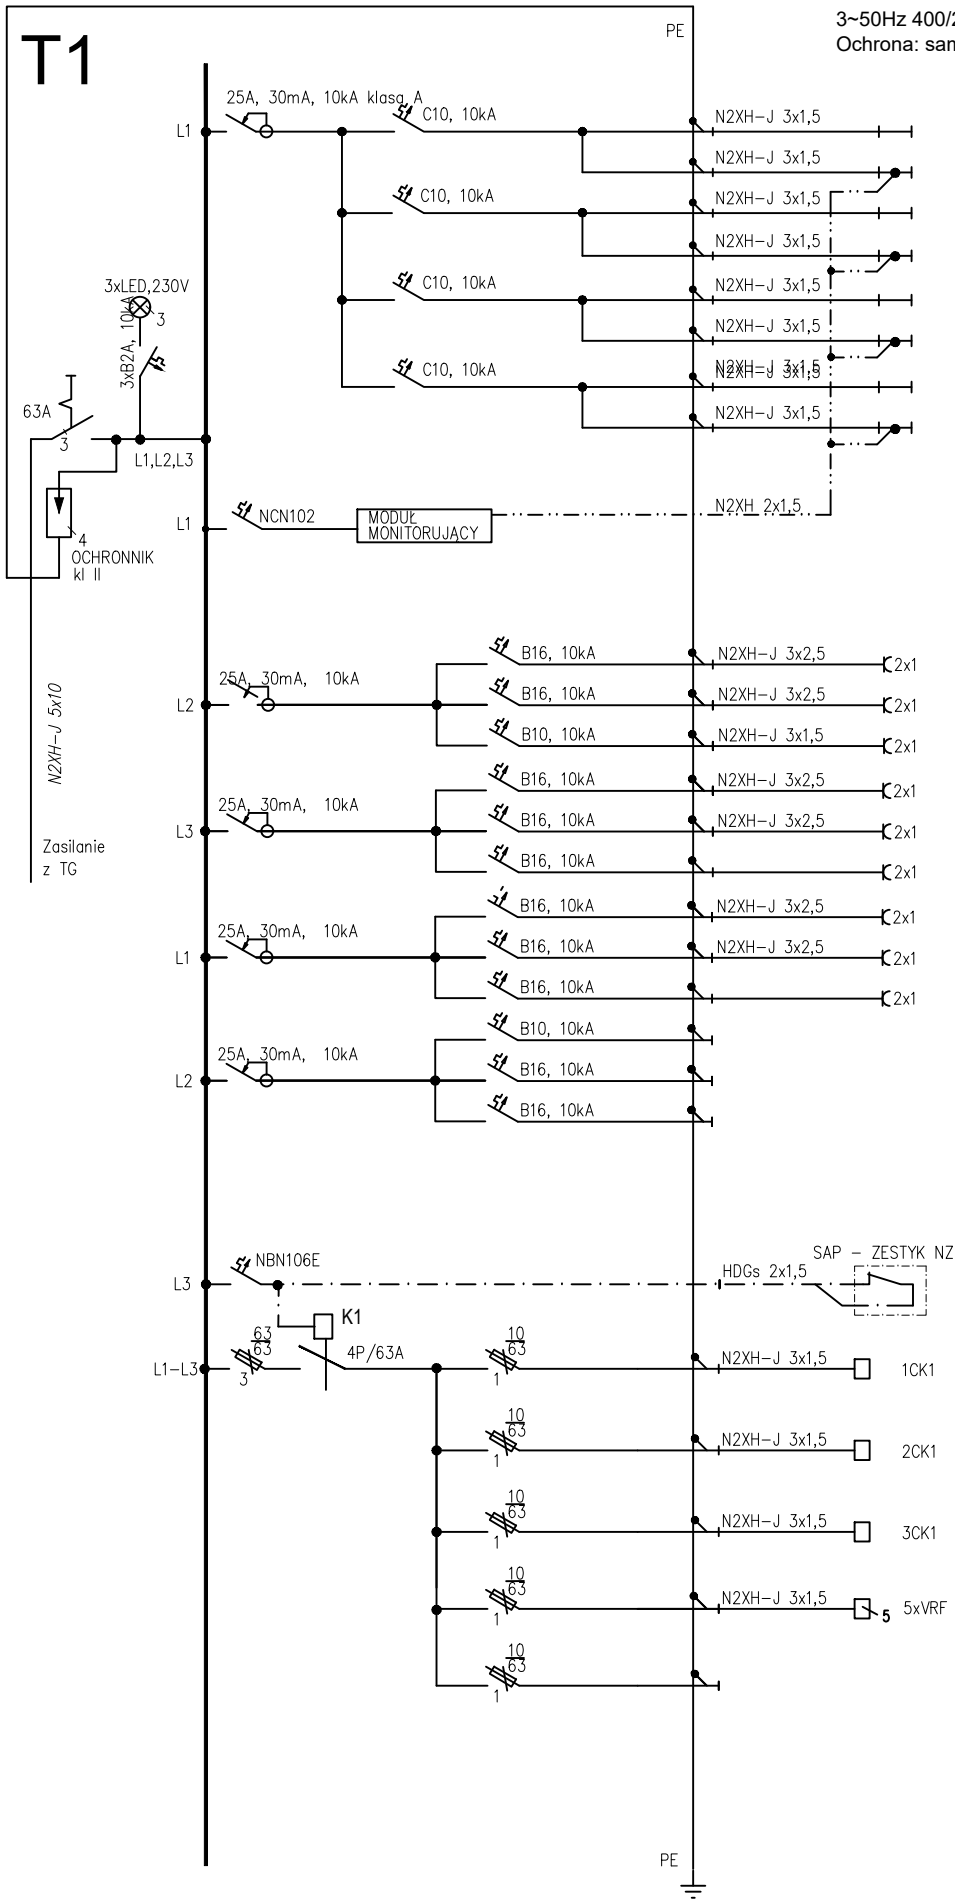 3~50Hz 400/2
Ochrona: sam
T1
PE
25A, 30mA, 10kA klasa A
L1
C10, 10kA
N2XH-J 3x1,5
N2XH-J 3x1,5
C10, 10kA
N2XH-J 3x1,5
N2XH-J 3x1,5
C10, 10kA
N2XH-J 3x1,5
N2XH-J 3x1,5
C10, 10kA
N2XH-J 3x1,5
N2XH-J 3x1,5
N2XH-J 3x1,5
3xLED,230V
3
3xB2A, 10kA
63A
3
L1,L2,L3
4
OCHRONNIK
kl II
L1
NCN102
MODUŁ
MONITORUJĄCY
N2XH 2x1,5
N2XH-J 5x10
Zasilanie
z TG
25A, 30mA, 10kA
L2
B16, 10kA
N2XH-J 3x2,5
2x1
B16, 10kA
N2XH-J 3x2,5
2x1
B10, 10kA
N2XH-J 3x1,5
2x1
25A, 30mA, 10kA
L3
B16, 10kA
N2XH-J 3x2,5
2x1
B16, 10kA
N2XH-J 3x2,5
2x1
B16, 10kA
2x1
25A, 30mA, 10kA
L1
B16, 10kA
N2XH-J 3x2,5
2x1
B16, 10kA
N2XH-J 3x2,5
2x1
B16, 10kA
2x1
25A, 30mA, 10kA
L2
B10, 10kA
B16, 10kA
B16, 10kA
L3
NBN106E
HDGs 2x1,5
SAP - ZESTYK NZ
K1
L1-L3
63
63
3
4P/63A
10
63
1
N2XH-J 3x1,5
1CK1
10
63
1
N2XH-J 3x1,5
2CK1
10
63
1
N2XH-J 3x1,5
3CK1
10
63
1
N2XH-J 3x1,5
5
5xVRF
10
63
1
PE